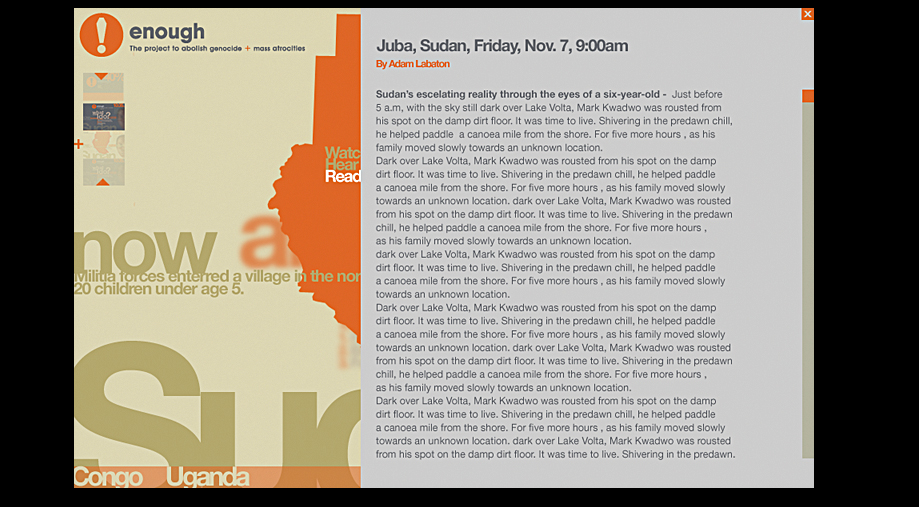 enough
The project to abolish genocide + mass atrocities
Watc
Hear
Read
now a
Militia forces enterred a village in the nor
20 children under age 5.
Su
Congo Uganda
Juba, Sudan, Friday, Nov. 7, 9:00am
By Adam Labaton
Sudan's escelating reality through the eyes of a six-year-old - Just before
5 a.m, with the sky still dark over Lake Volta, Mark Kwadwo was rousted from
his spot on the damp dirt floor. It was time to live. Shivering in the predawn chill,
he helped paddle a canoea mile from the shore. For five more hours , as his
family moved slowly towards an unknown location.
Dark over Lake Volta, Mark Kwadwo was rousted from his spot on the damp
dirt floor. It was time to live. Shivering in the predawn chill, he helped paddle
a canoea mile from the shore. For five more hours , as his family moved slowly
towards an unknown location. dark over Lake Volta, Mark Kwadwo was rousted
from his spot on the damp dirt floor. It was time to live. Shivering in the predawn
chill, he helped paddle a canoea mile from the shore. For five more hours ,
as his family moved slowly towards an unknown location.
dark over Lake Volta, Mark Kwadwo was rousted from his spot on the damp
dirt floor. It was time to live. Shivering in the predawn chill, he helped paddle
a canoea mile from the shore. For five more hours , as his family moved slowly
towards an unknown location.
Dark over Lake Volta, Mark Kwadwo was rousted from his spot on the damp
dirt floor. It was time to live. Shivering in the predawn chill, he helped paddle
a canoea mile from the shore. For five more hours , as his family moved slowly
towards an unknown location. dark over Lake Volta, Mark Kwadwo was rousted
from his spot on the damp dirt floor. It was time to live. Shivering in the predawn
chill, he helped paddle a canoea mile from the shore. For five more hours ,
as his family moved slowly towards an unknown location.
Dark over Lake Volta, Mark Kwadwo was rousted from his spot on the damp
dirt floor. It was time to live. Shivering in the predawn chill, he helped paddle
a canoea mile from the shore. For five more hours , as his family moved slowly
towards an unknown location. dark over Lake Volta, Mark Kwadwo was rousted
from his spot on the damp dirt floor. It was time to live. Shivering in the predawn.